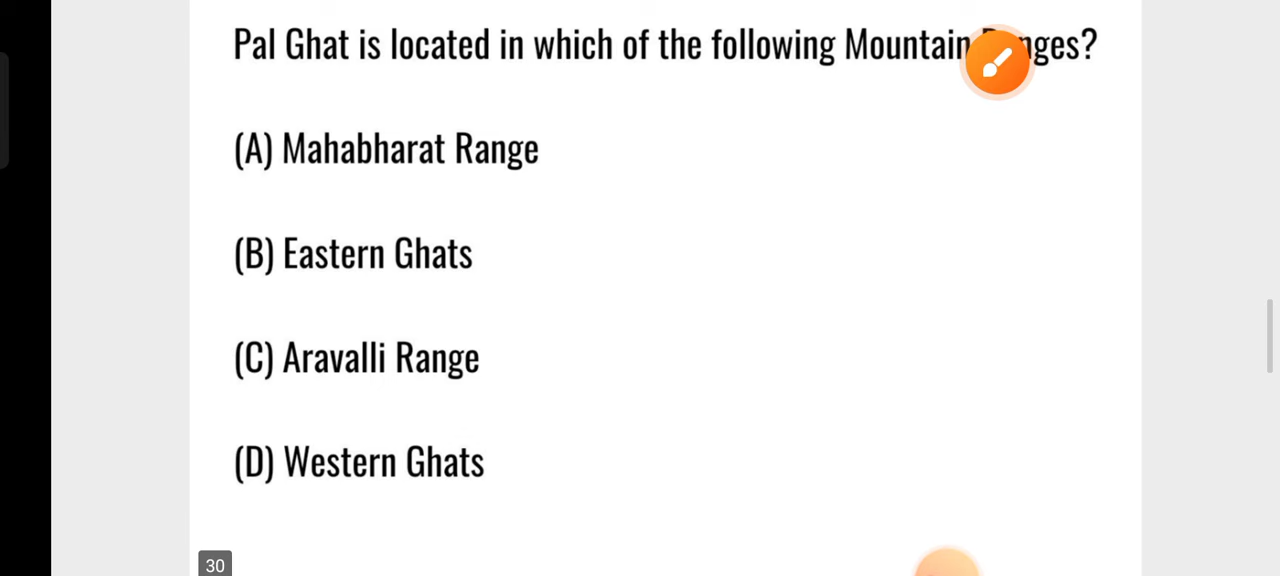 Pal Ghat is located in which of the following Mountain
(A) Mahabharat Range
(B) Eastern Ghats
(C) Aravalli Range
(D) Western Ghats
30